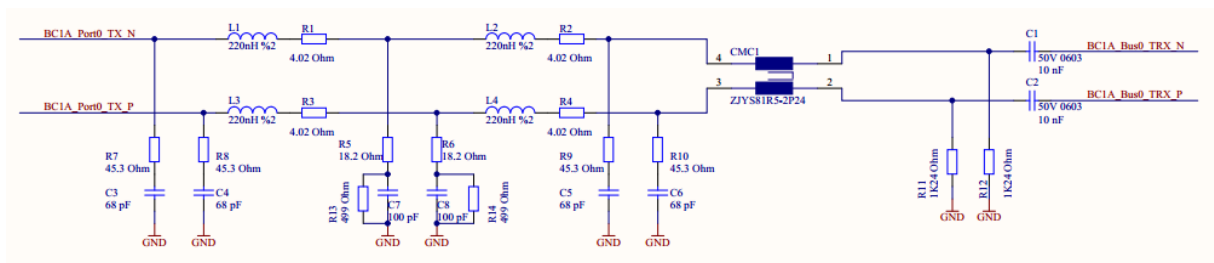 BC1A_Port0_TX_N
L1
220nH %2
R1
4.02 Ohm
L2
220nH %2
R2
4.02 Ohm
CMC1
4
1
3
2
ZJYS81R5-2P24
C1
50V 0603
10 nF
BC1A_Bus0_TRX_N
C2
50V 0603
10 nF
BC1A_Bus0_TRX_P
BC1A_Port0_TX_P
L3
220nH %2
R3
4.02 Ohm
L4
220nH %2
R4
4.02 Ohm
R7
45.3 Ohm
R8
45.3 Ohm
R5
18.2 Ohm
R6
18.2 Ohm
R9
45.3 Ohm
R10
45.3 Ohm
R11
1K24 Ohm
R12
1K24 Ohm
C3
68 pF
C4
68 pF
R13
499 Ohm
C7
100 pF
C8
100 pF
R14
499 Ohm
C5
68 pF
C6
68 pF
GND
GND
GND
GND
GND
GND
GND
GND